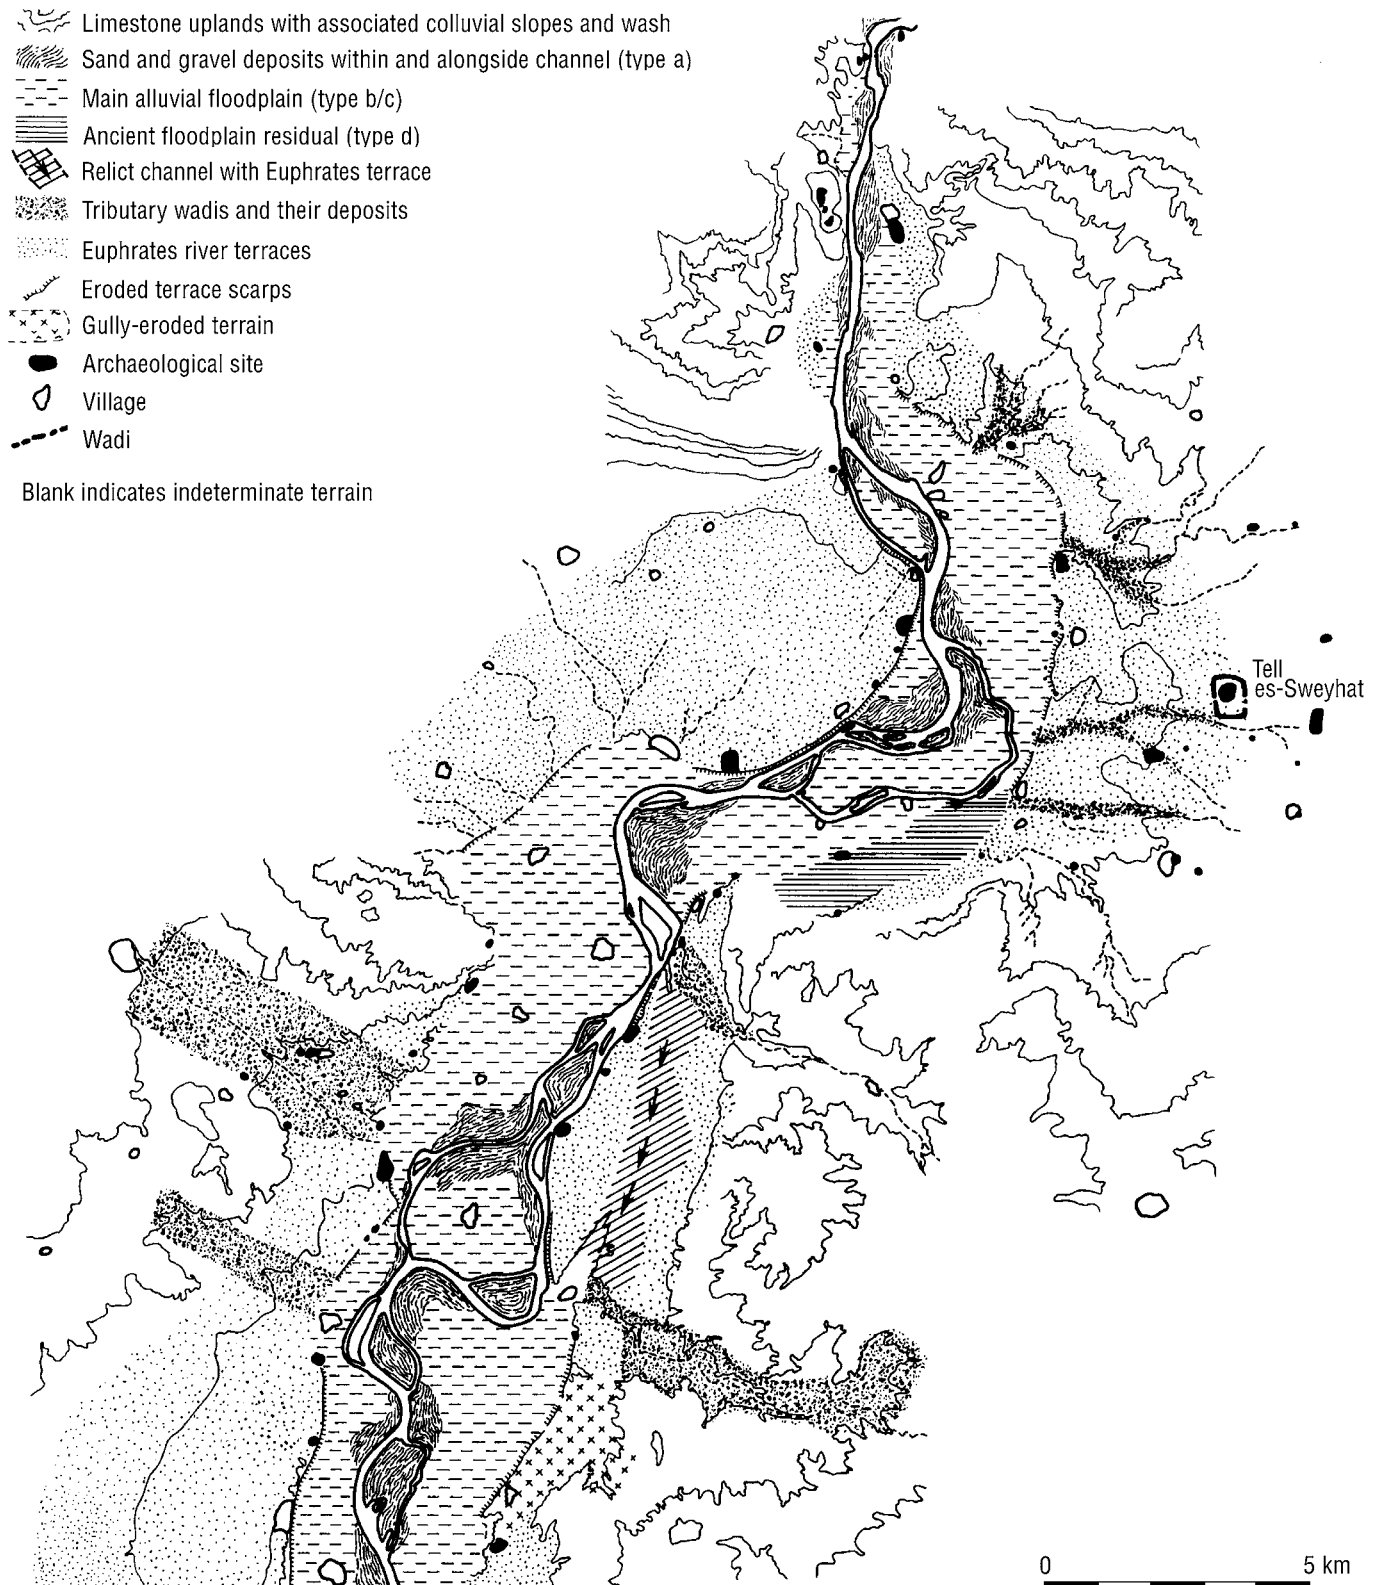 Limestone uplands with associated colluvial slopes and wash
Sand and gravel deposits within and alongside channel (type a)
Main alluvial floodplain (type b/c)
Ancient floodplain residual (type d)
Relict channel with Euphrates terrace
Tributary wadis and their deposits
Euphrates river terraces
Eroded terrace scarps
Gully-eroded terrain
Archaeological site
Village
Wadi
Blank indicates indeterminate terrain
Tell
es-Sweyhat
0 5 km